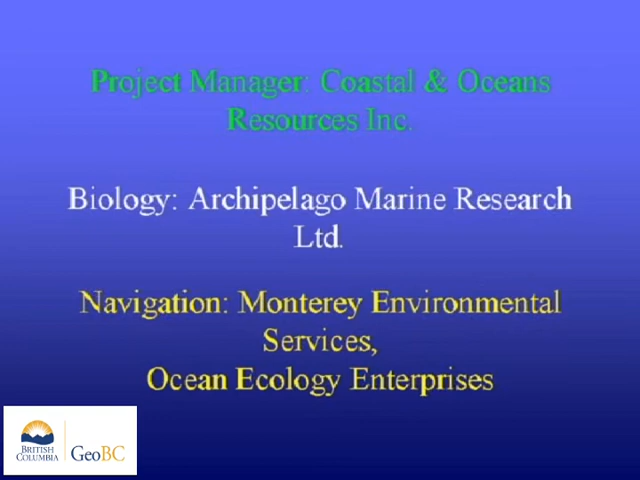 Project Manager: Coastal & Oceans
Resources Inc.
Biology: Archipelago Marine Research
Ltd.
Navigation: Monterey Environmental
Services,
Ocean Ecology Enterprises
BRITISH
COLUMBIA
GeoBC